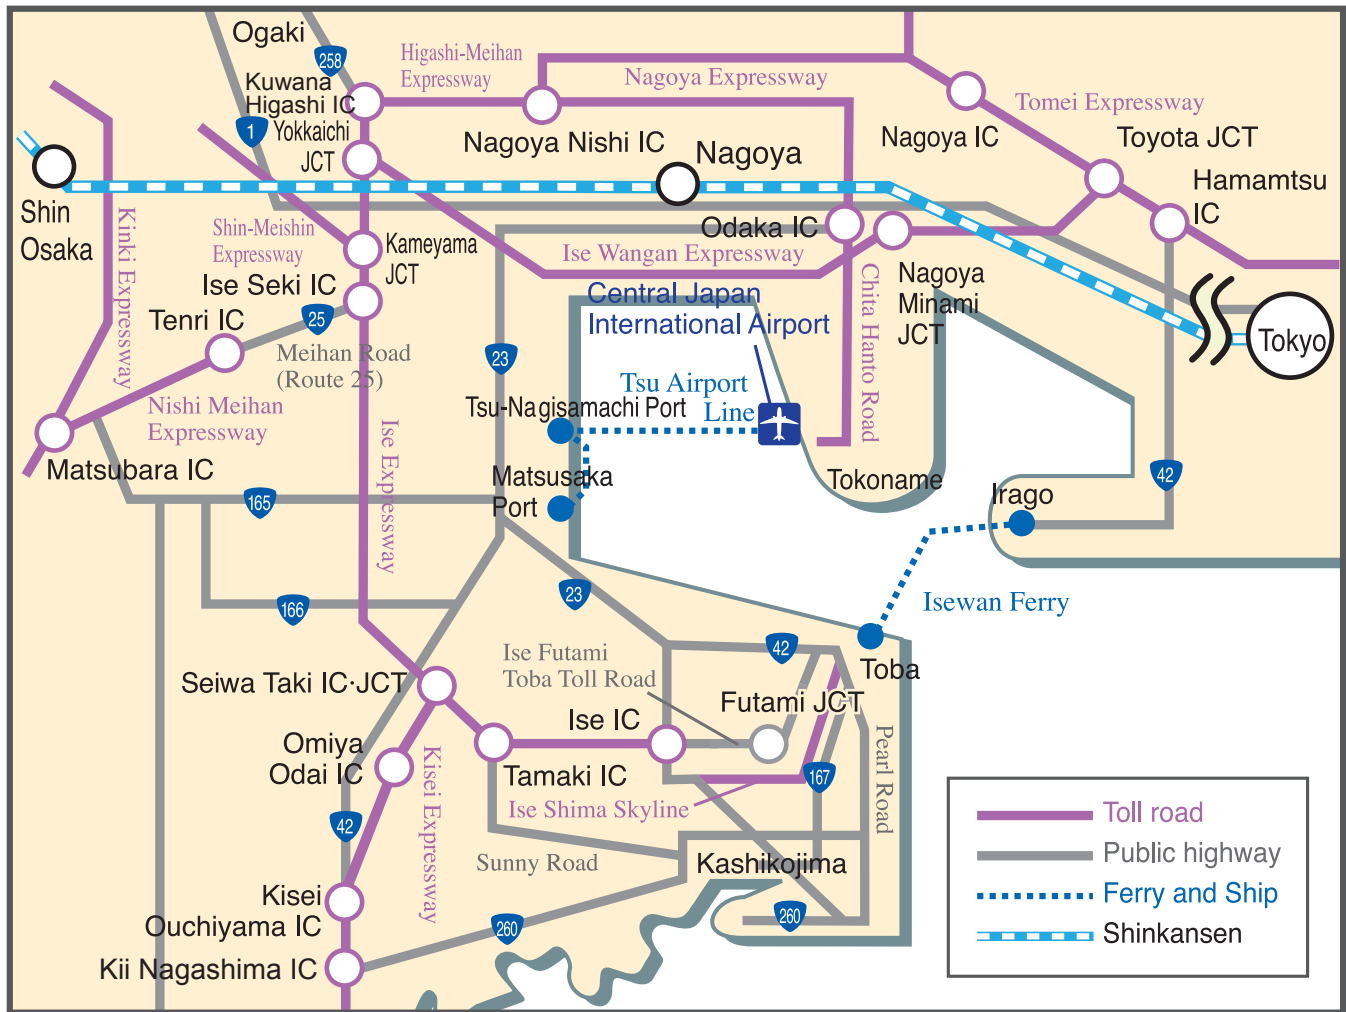 Ogaki
258
Higashi-Meihan
Expressway
Nagoya Expressway
Tomei Expressway
Kuwana
Higashi IC
1
Yokkaichi
JCT
Nagoya Nishi IC
Nagoya
Nagoya IC
Toyota JCT
Hamamtsu
IC
Shin
Osaka
Kinki Expressway
Shin-Meishin
Expressway
Kameyama
JCT
Ise Wangan Expressway
Odaka IC
Nagoya
Minami
JCT
Chita Hanto Road
Ise Seki IC
Tenri IC
25
Meihan Road
(Route 25)
23
Central Japan
International Airport
Tokyo
Nishi Meihan
Expressway
Tsu Airport
Line
Tsu-Nagisamachi Port
Matsubara IC
Ise Expressway
Matsusaka
Port
Tokoname
Irago
42
165
166
23
Isewan Ferry
Toba
Seiwa Taki IC·JCT
Ise Futami
Toba Toll Road
42
Futami JCT
Ise IC
Omiya
Odai IC
Kisei Expressway
Tamaki IC
Ise Shima Skyline
167
Pearl Road
42
Sunny Road
Kashikojima
Kisei
Ouchiyama IC
260
260
Kii Nagashima IC
Toll road
Public highway
Ferry and Ship
Shinkansen